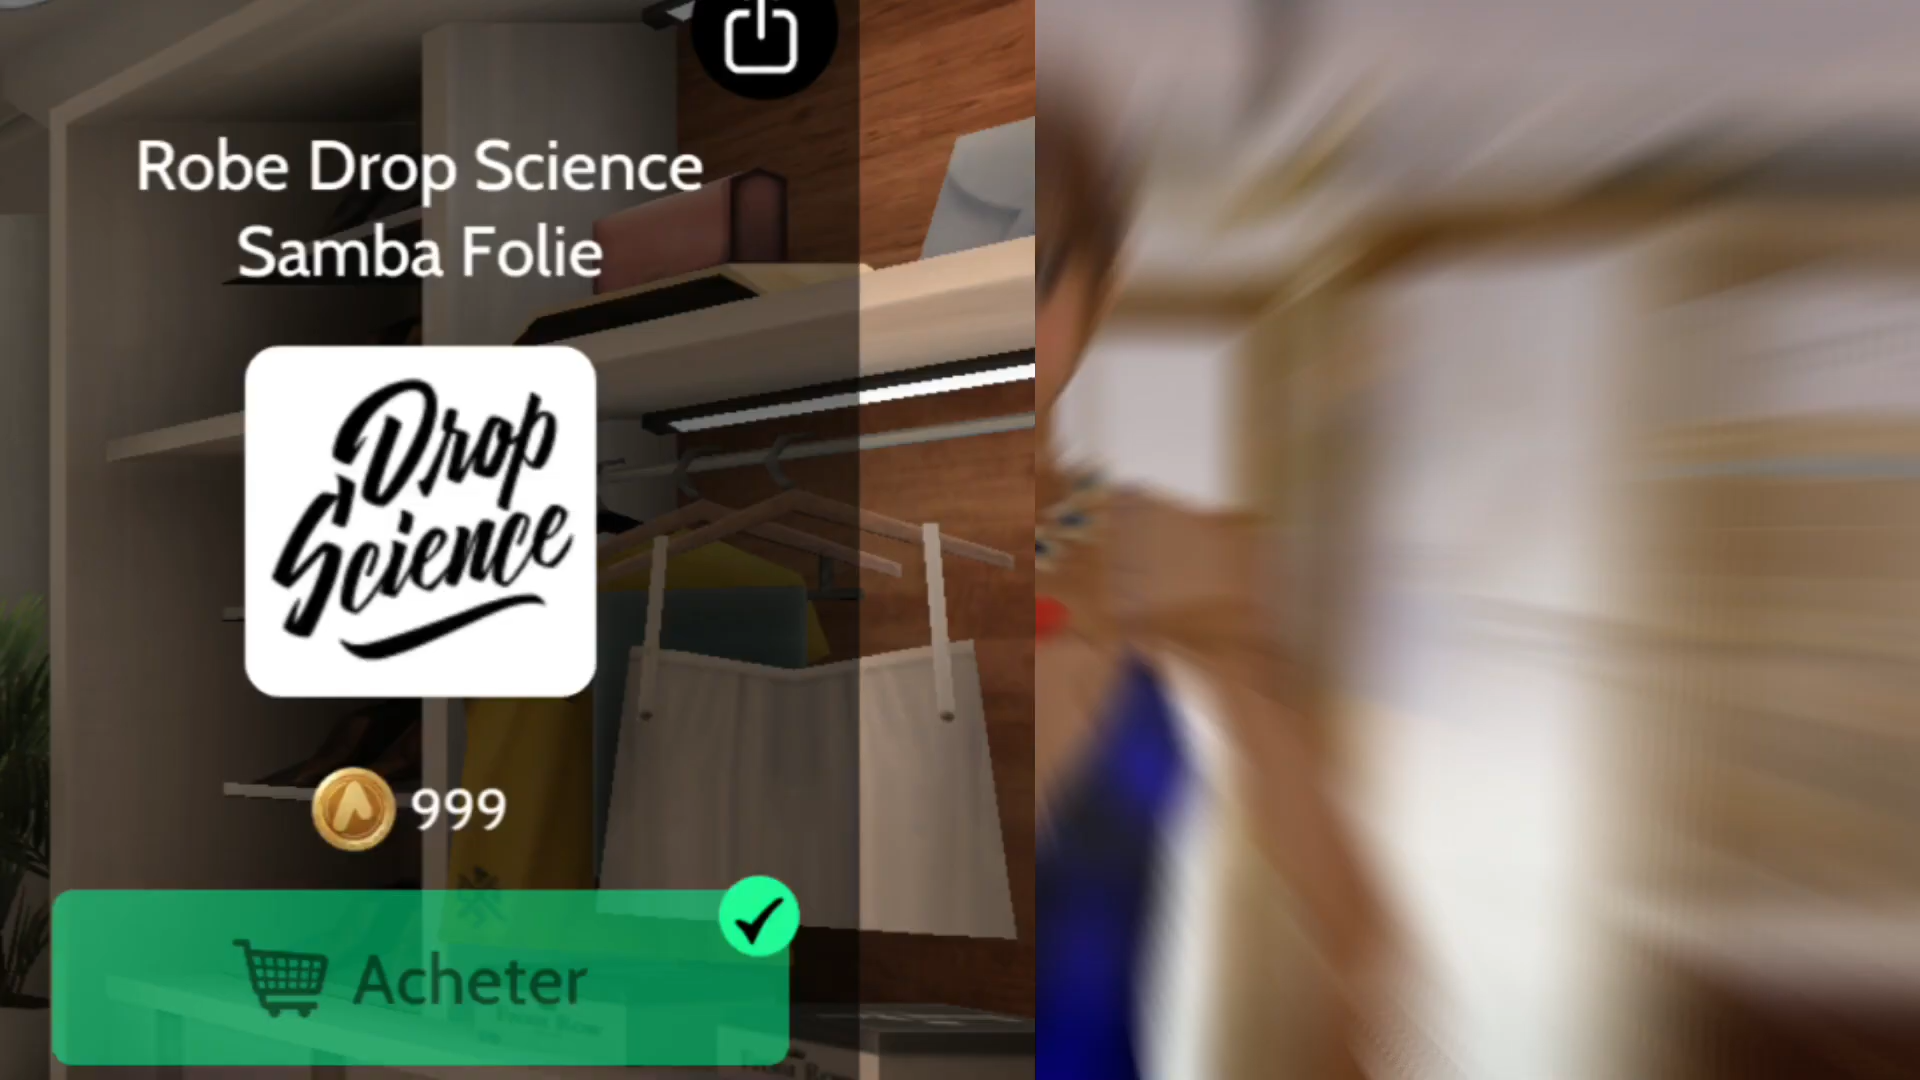 Robe Drop Science
Samba Folie
Drop
Science
999
Acheter